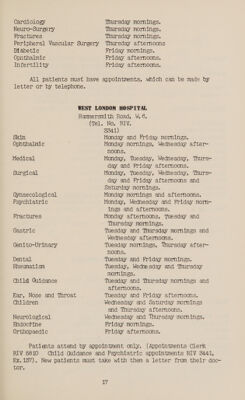 Cardiology Thursday mornings.
Neuro-Surgery Thursday mornings.
Fractures Thursday mornings.
Peripheral Vascular Surgery Thursday afternoons
Diabetic Friday mornings.
Ophthalmic Friday afternoons.
Infertility Friday afternoons.
All patients must have appointments, which can be made by
letter or by telephone.
WEST LONDON HOSPITAL
Hammersmith Road, W.6.
(Tel. No. RIV.
3441)
Skin Monday and Friday mornings.
Ophthalmic Monday mornings, Wednesday after-
noons.
Medical Monday, Tuesday, Wednesday, Thurs-
day and Friday afternoons.
Surgical Monday, Tuesday, Wednesday, Thurs-
day and Friday afternoons and
Saturday mornings.
Gynaecological Monday mornings and afternoons.
Psychiatric Monday, Wednesday and Friday morn-
ings and afternoons.
Fractures Monday afternoons, Tuesday and
Thursday mornings.
Gastric Tuesday and Thursday mornings and
Wednesday afternoons.
Genito-Urinary Tuesday mornings, Thursday after-
noons.
Dental Tuesday and Friday mornings.
Rheumatism Tuesday, Wednesday and Thursday
mornings.
Child Guidance Tuesday and Thursday mornings and
afternoons.
Ear, Nose and Throat Tuesday and Friday afternoons.
Children Wednesday and Saturday mornings
and Thursday afternoons.
Neurological Wednesday and Thursday mornings.
Endocrine Friday mornings.
Orthopaedic Friday afternoons.
Patients attend by appointment only. (Appointments Clerk
RIV 6810 Child Guidance and Psychiatric appointments RIV 3441,
Ex.137). New patients must take with them a letter from their doc-
tor.
17